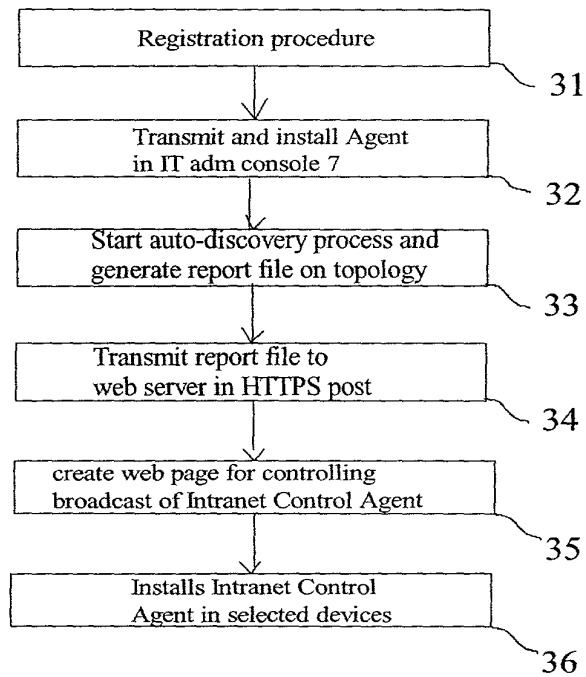 Registration procedure
31
Transmit and install Agent
in IT adm console 7
32
Start auto-discovery process and
generate report file on topology
33
Transmit report file to
web server in HTTPS post
34
create web page for controlling
broadcast of Intranet Control Agent
35
Installs Intranet Control
Agent in selected devices
36